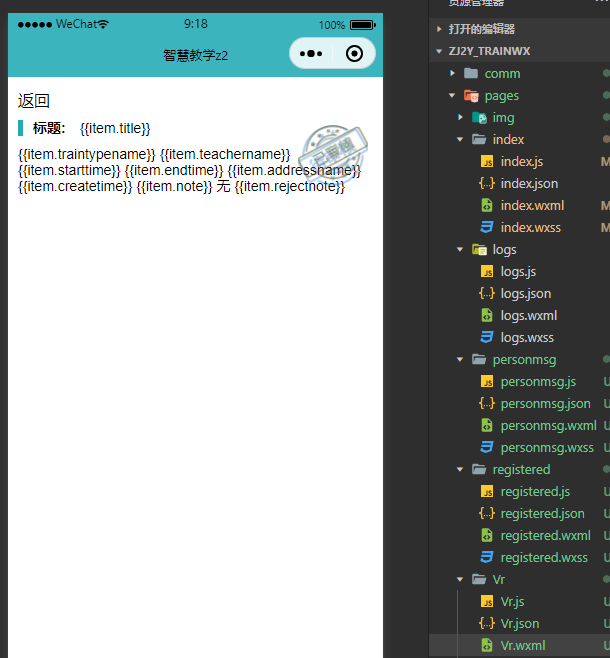 WeChat 9:18 100%
智慧教学z2
返回
标题: {{item.title}}
{{item.traintypename}} {{item.teachername}}
{{item.starttime}} {{item.endtime}} {{item.addressname}}
{{item.createtime}} {{item.note}} 无 {{item.rejectnote}}
已审核
资源管理器
打开的编辑器
ZJ2Y_TRAINWX
comm
pages
img
index
index.js M
index.json
index.wxml M
index.wxss M
logs
logs.js
logs.json
logs.wxml
logs.wxss
personmsg
personmsg.js U
personmsg.json U
personmsg.wxml U
personmsg.wxss U
registered
registered.js U
registered.json U
registered.wxml U
registered.wxss U
Vr
Vr.js U
Vr.json U
Vr.wxml U